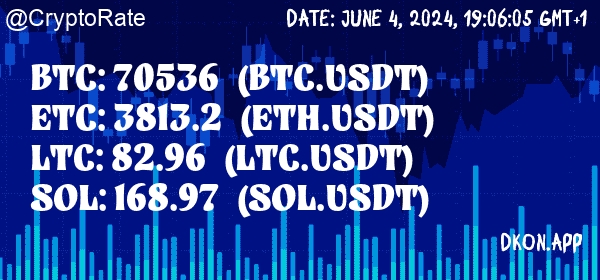 @CryptoRate
DATE: JUNE 4, 2024, 19:06:05 GMT+1
BTC: 70536 (BTC.USDT)
ETC: 3813.2 (ETH.USDT)
LTC: 82.96 (LTC.USDT)
SOL: 168.97 (SOL.USDT)
DKON.APP